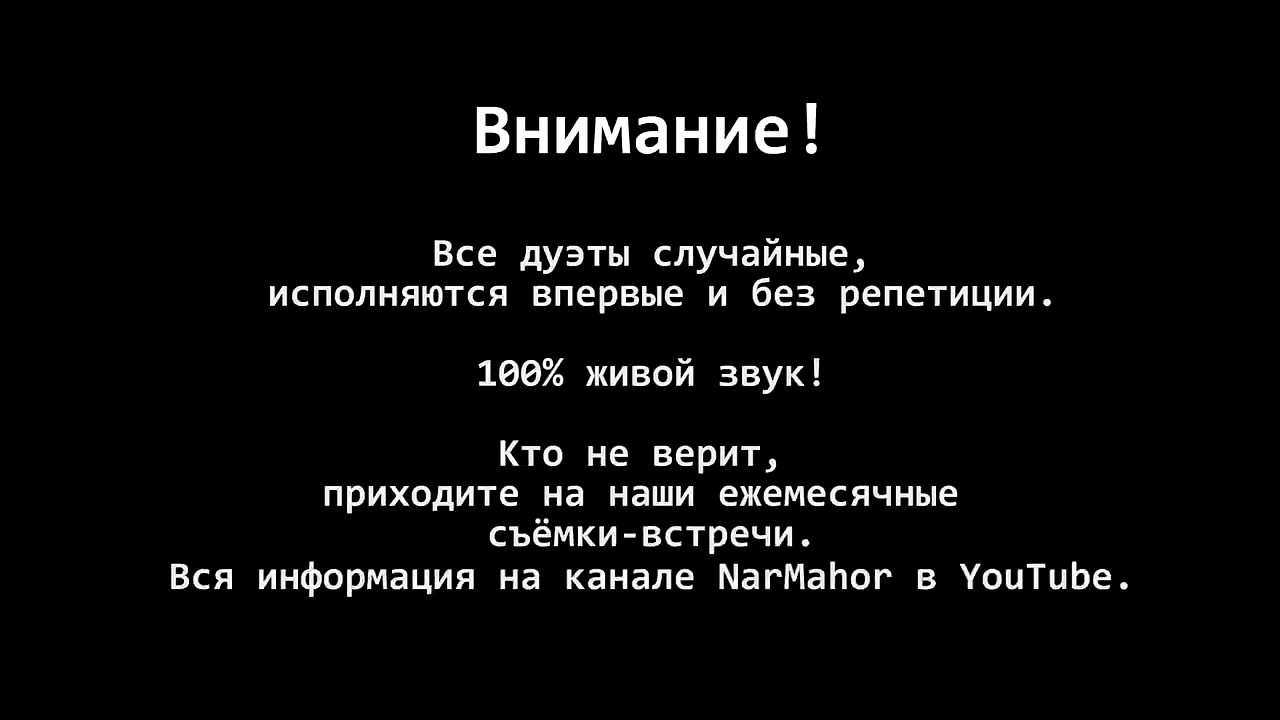 Внимание!
Все дуэты случайные,
исполняются впервые и без репетиции.
100% живой звук!
Кто не верит,
приходите на наши ежемесячные
съёмки-встречи.
Вся информация на канале NarMahor в YouTube.